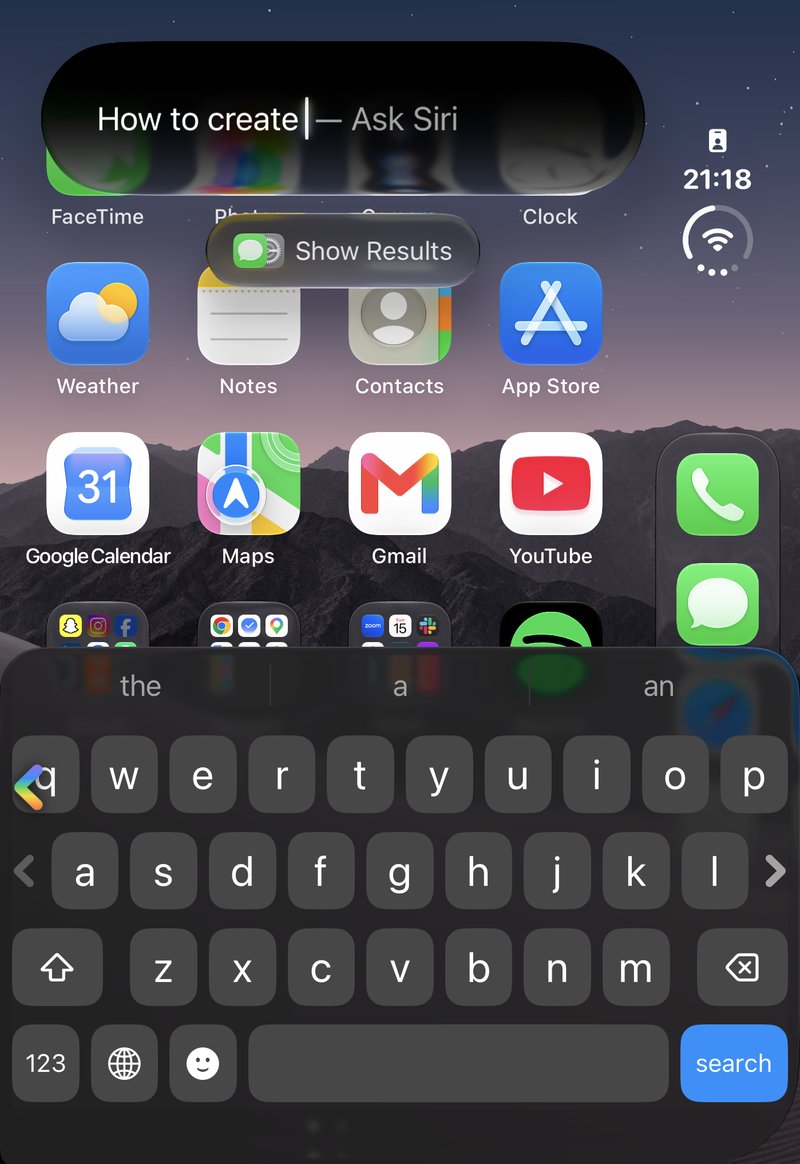 How to create — Ask Siri
21:18
FaceTime
Clock
Show Results
Weather Notes Contacts App Store
31
Google Calendar Maps Gmail YouTube
zoom
15
the a an
q w e r t y u i o p
a s d f g h j k l
z x c v b n m
123 search